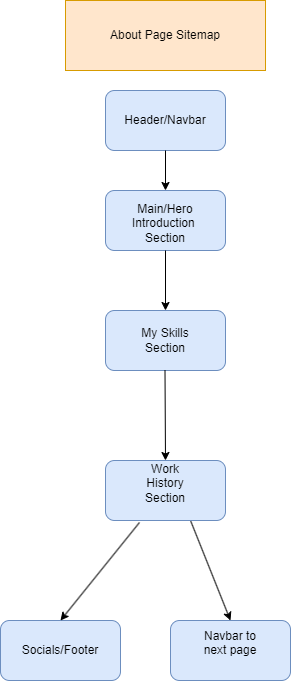 About Page Sitemap
Header/Navbar
Main/Hero
Introduction
Section
My Skills
Section
Work
History
Section
Socials/Footer
Navbar to
next page